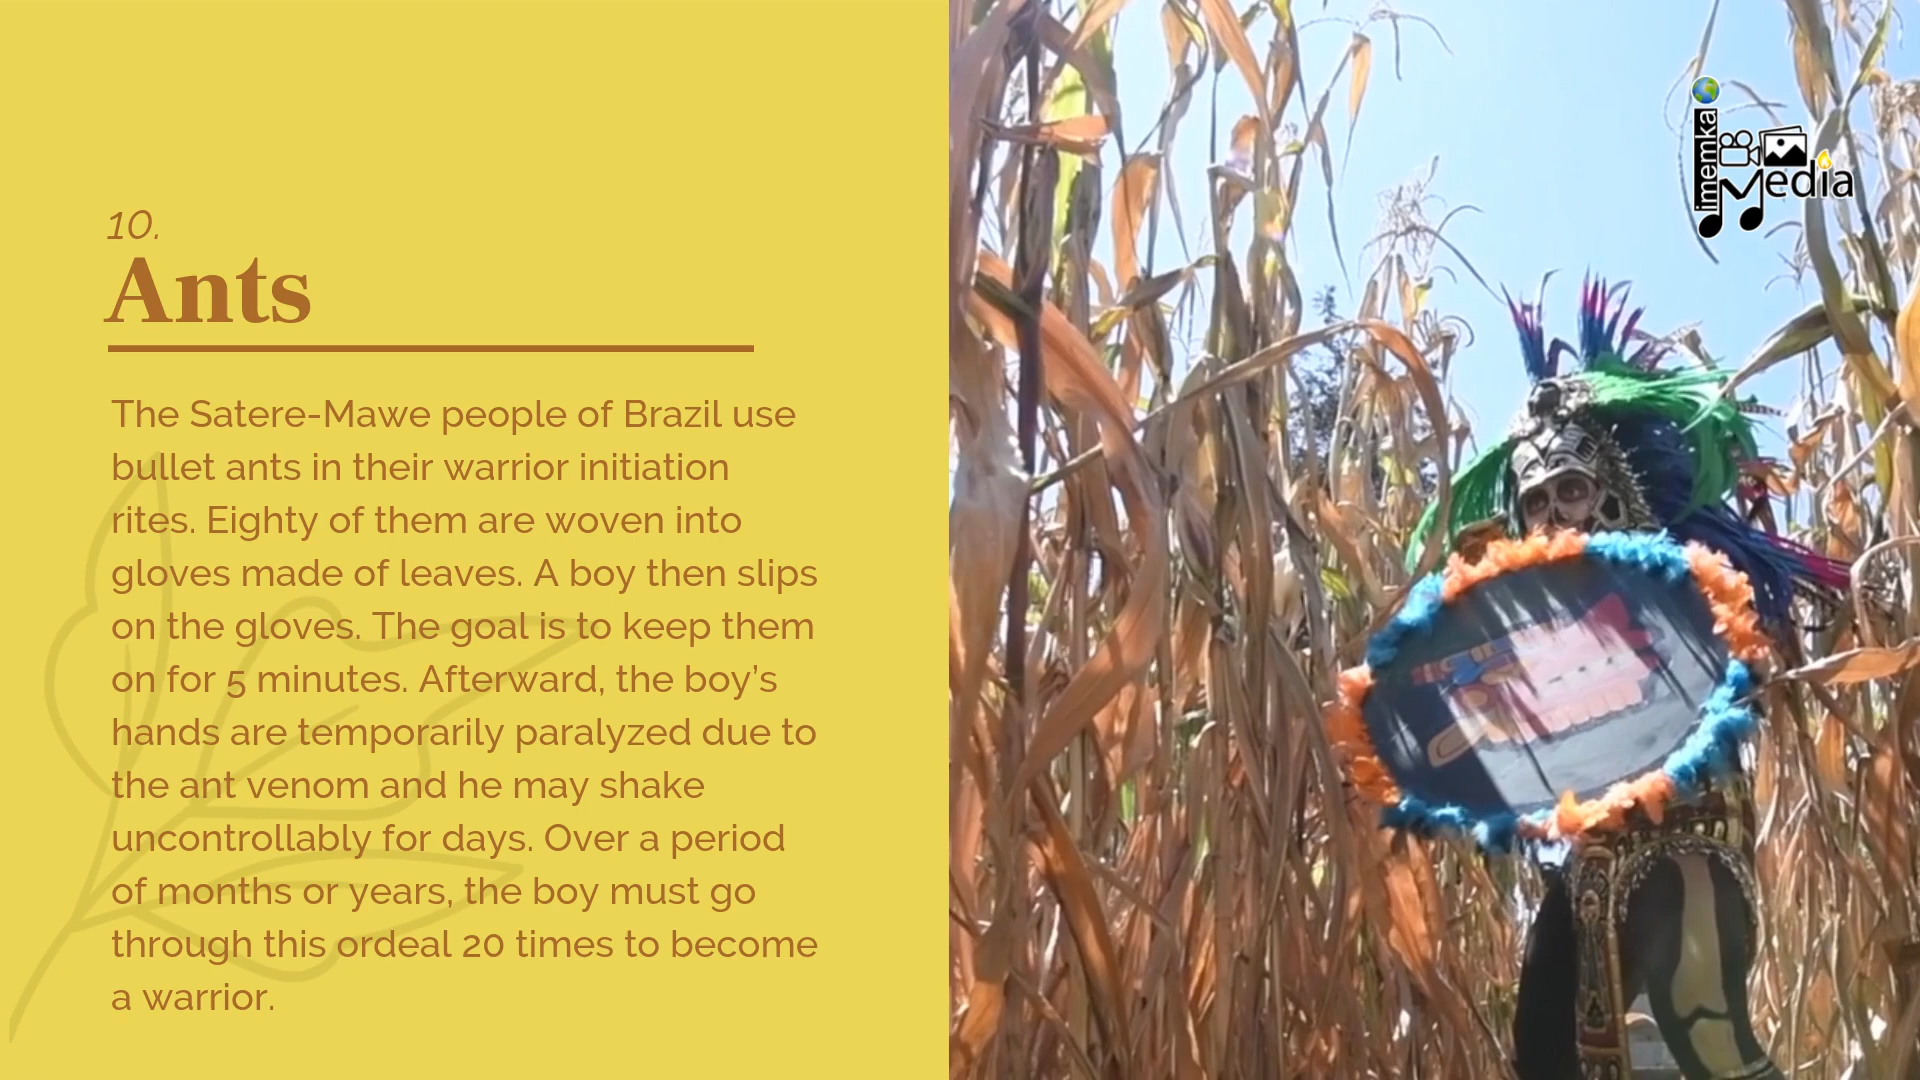 10.
Ants
The Satere-Mawe people of Brazil use
bullet ants in their warrior initiation
rites. Eighty of them are woven into
gloves made of leaves. A boy then slips
on the gloves. The goal is to keep them
on for 5 minutes. Afterward, the boy’s
hands are temporarily paralyzed due to
the ant venom and he may shake
uncontrollably for days. Over a period
of months or years, the boy must go
through this ordeal 20 times to become
a warrior.
imemka
Media